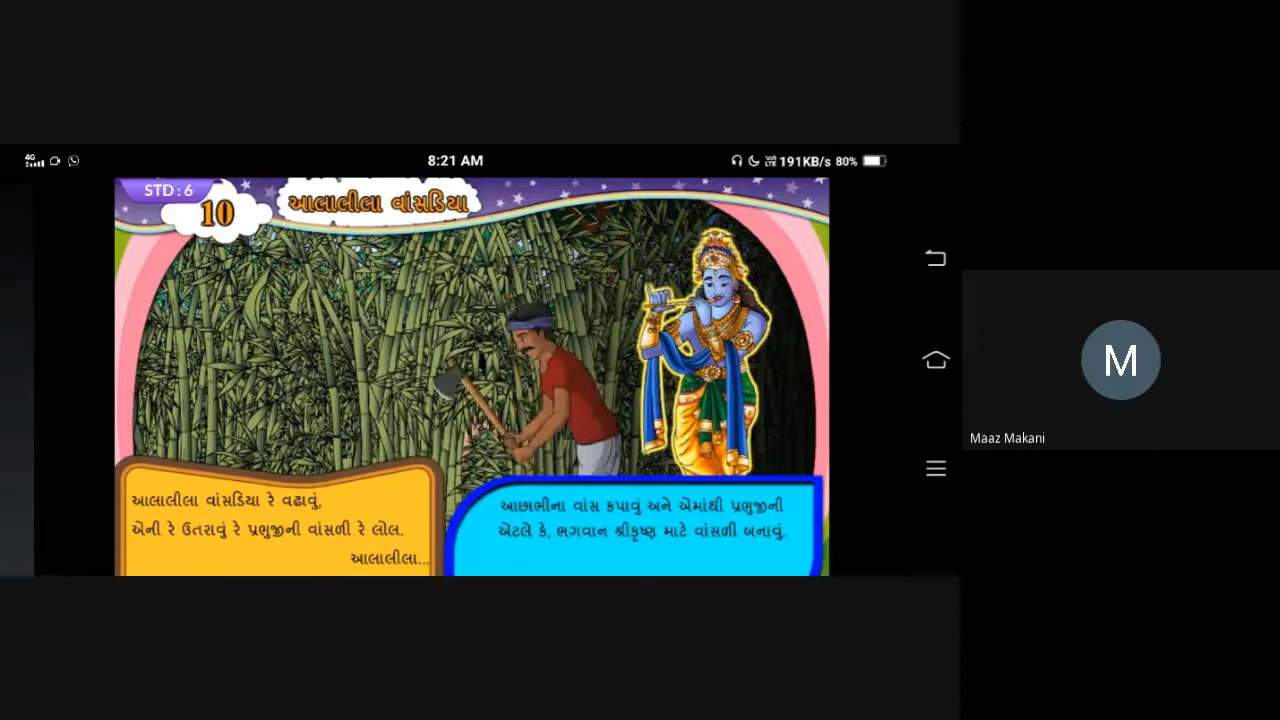 4G 8:21 AM VoLTE 191KB/s 80%
STD : 6
10 આલાલીલા વાંસડિયા
આલાલીલા વાંસડિયા રે વઢાવું,
એની રે ઉતરાવું રે પ્રભુજીની વાંસળી રે લોલ.
આલાલીલા...
આછાભીના વાંસ કપાવું અને એમાંથી પ્રભુજીની
એટલે કે, ભગવાન શ્રીકૃષ્ણ માટે વાંસળી બનાવું.
M
Maaz Makani